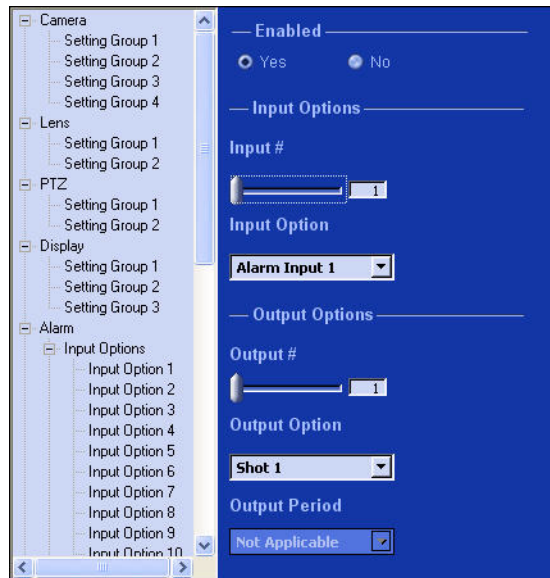 Camera
Setting Group 1
Setting Group 2
Setting Group 3
Setting Group 4
Lens
Setting Group 1
Setting Group 2
PTZ
Setting Group 1
Setting Group 2
Display
Setting Group 1
Setting Group 2
Setting Group 3
Alarm
Input Options
Input Option 1
Input Option 2
Input Option 3
Input Option 4
Input Option 5
Input Option 6
Input Option 7
Input Option 8
Input Option 9
Input Option 10
Enabled
Yes No
Input Options
Input #
1
Input Option
Alarm Input 1
Output Options
Output #
1
Output Option
Shot 1
Output Period
Not Applicable